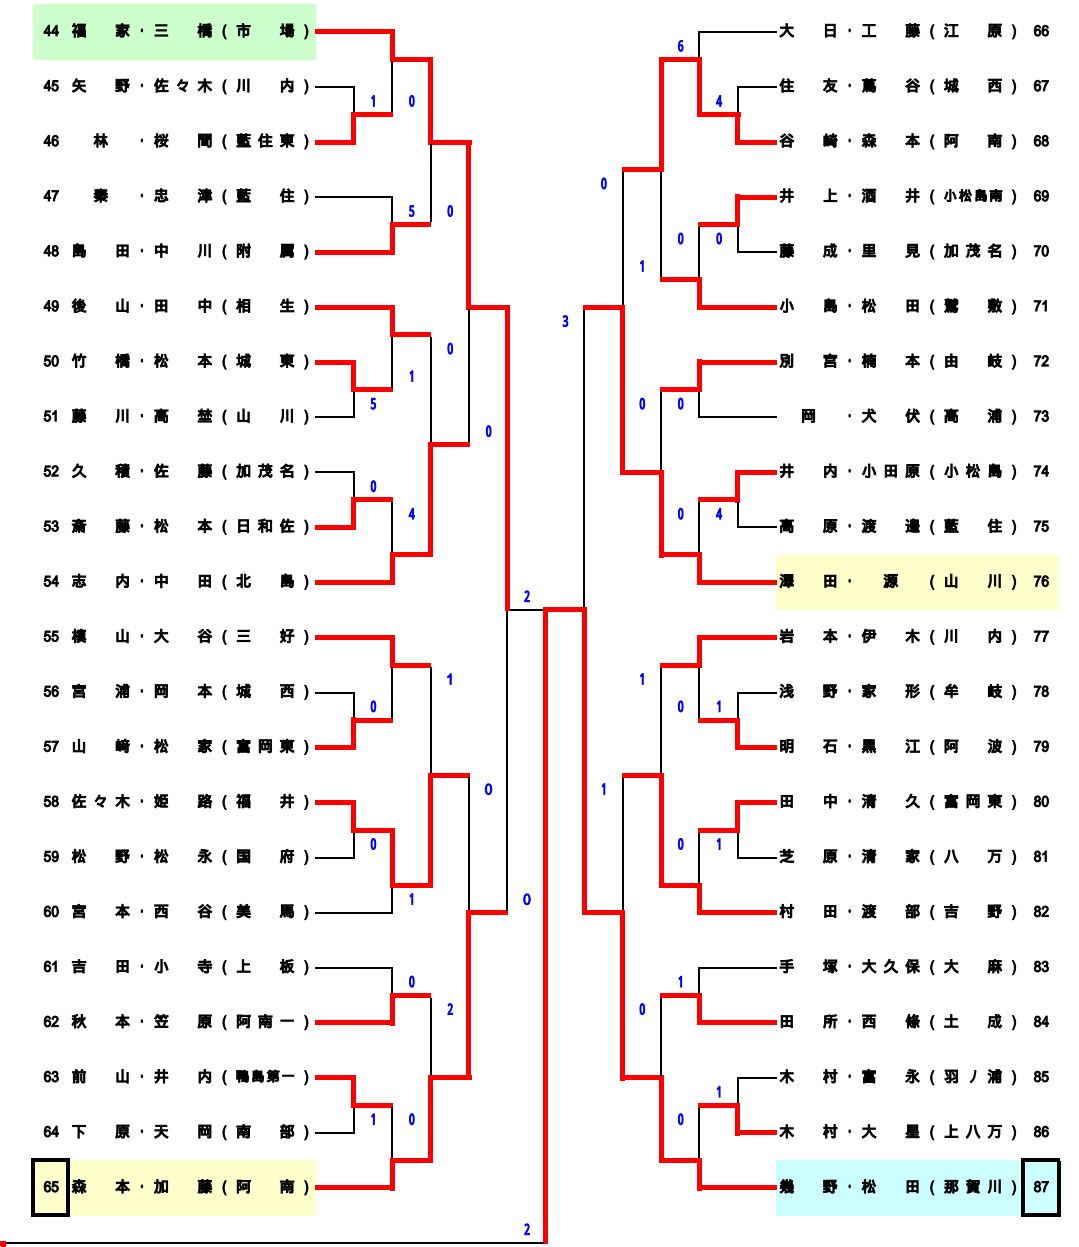 44 福家・三橋(市場)
45 矢野・佐々木(川内)
46 林・桜間(藍住東)
47 秦・忠津(藍住)
48 島田・中川(附属)
49 後山・田中(相生)
50 竹橋・松本(城東)
51 藤川・高埜(山川)
52 久積・佐藤(加茂名)
53 斎藤・松本(日和佐)
54 志内・中田(北島)
55 槙山・大谷(三好)
56 宮浦・岡本(城西)
57 山崎・松家(富岡東)
58 佐々木・姫路(福井)
59 松野・松永(国府)
60 宮本・西谷(美馬)
61 吉田・小寺(上板)
62 秋本・笠原(阿南一)
63 前山・井内(鴨島第一)
64 下原・天岡(南部)
65 森本・加藤(阿南)
1
0
5
0
1
5
0
0
4
0
1
0
0
0
1
0
2
1
0
2
0
2
3
6
4
0
0
0
1
0
0
0
4
1
0
1
1
0
1
1
0
1
0
大日・工藤(江原) 66
住友・蔦谷(城西) 67
谷崎・森本(阿南) 68
井上・酒井(小松島南) 69
藤成・里見(加茂名) 70
小島・松田(鷲敷) 71
別宮・楠本(由岐) 72
岡・犬伏(高浦) 73
井内・小田原(小松島) 74
高原・渡邉(藍住) 75
澤田・源(山川) 76
岩本・伊木(川内) 77
浅野・家形(牟岐) 78
明石・黒江(阿波) 79
田中・清久(富岡東) 80
芝原・清家(八万) 81
村田・渡部(吉野) 82
手塚・大久保(大麻) 83
田所・西條(土成) 84
木村・富永(羽ノ浦) 85
木村・大星(上八万) 86
幾野・松田(那賀川) 87